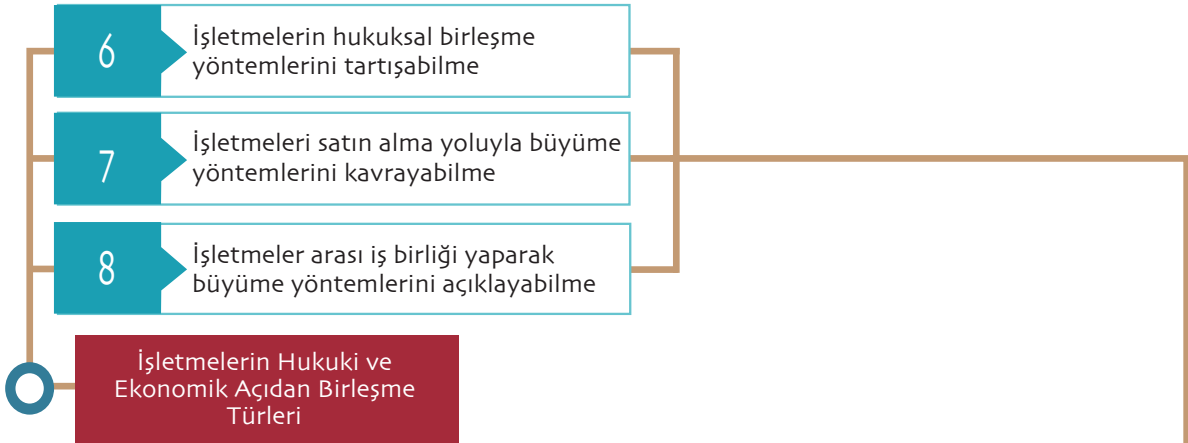 6
İşletmelerin hukuksal birleşme
yöntemlerini tartışabilme
7
İşletmeleri satın alma yoluyla büyüme
yöntemlerini kavrayabilme
8
İşletmeler arası iş birliği yaparak
büyüme yöntemlerini açıklayabilme
İşletmelerin Hukuki ve
Ekonomik Açıdan Birleşme
Türleri